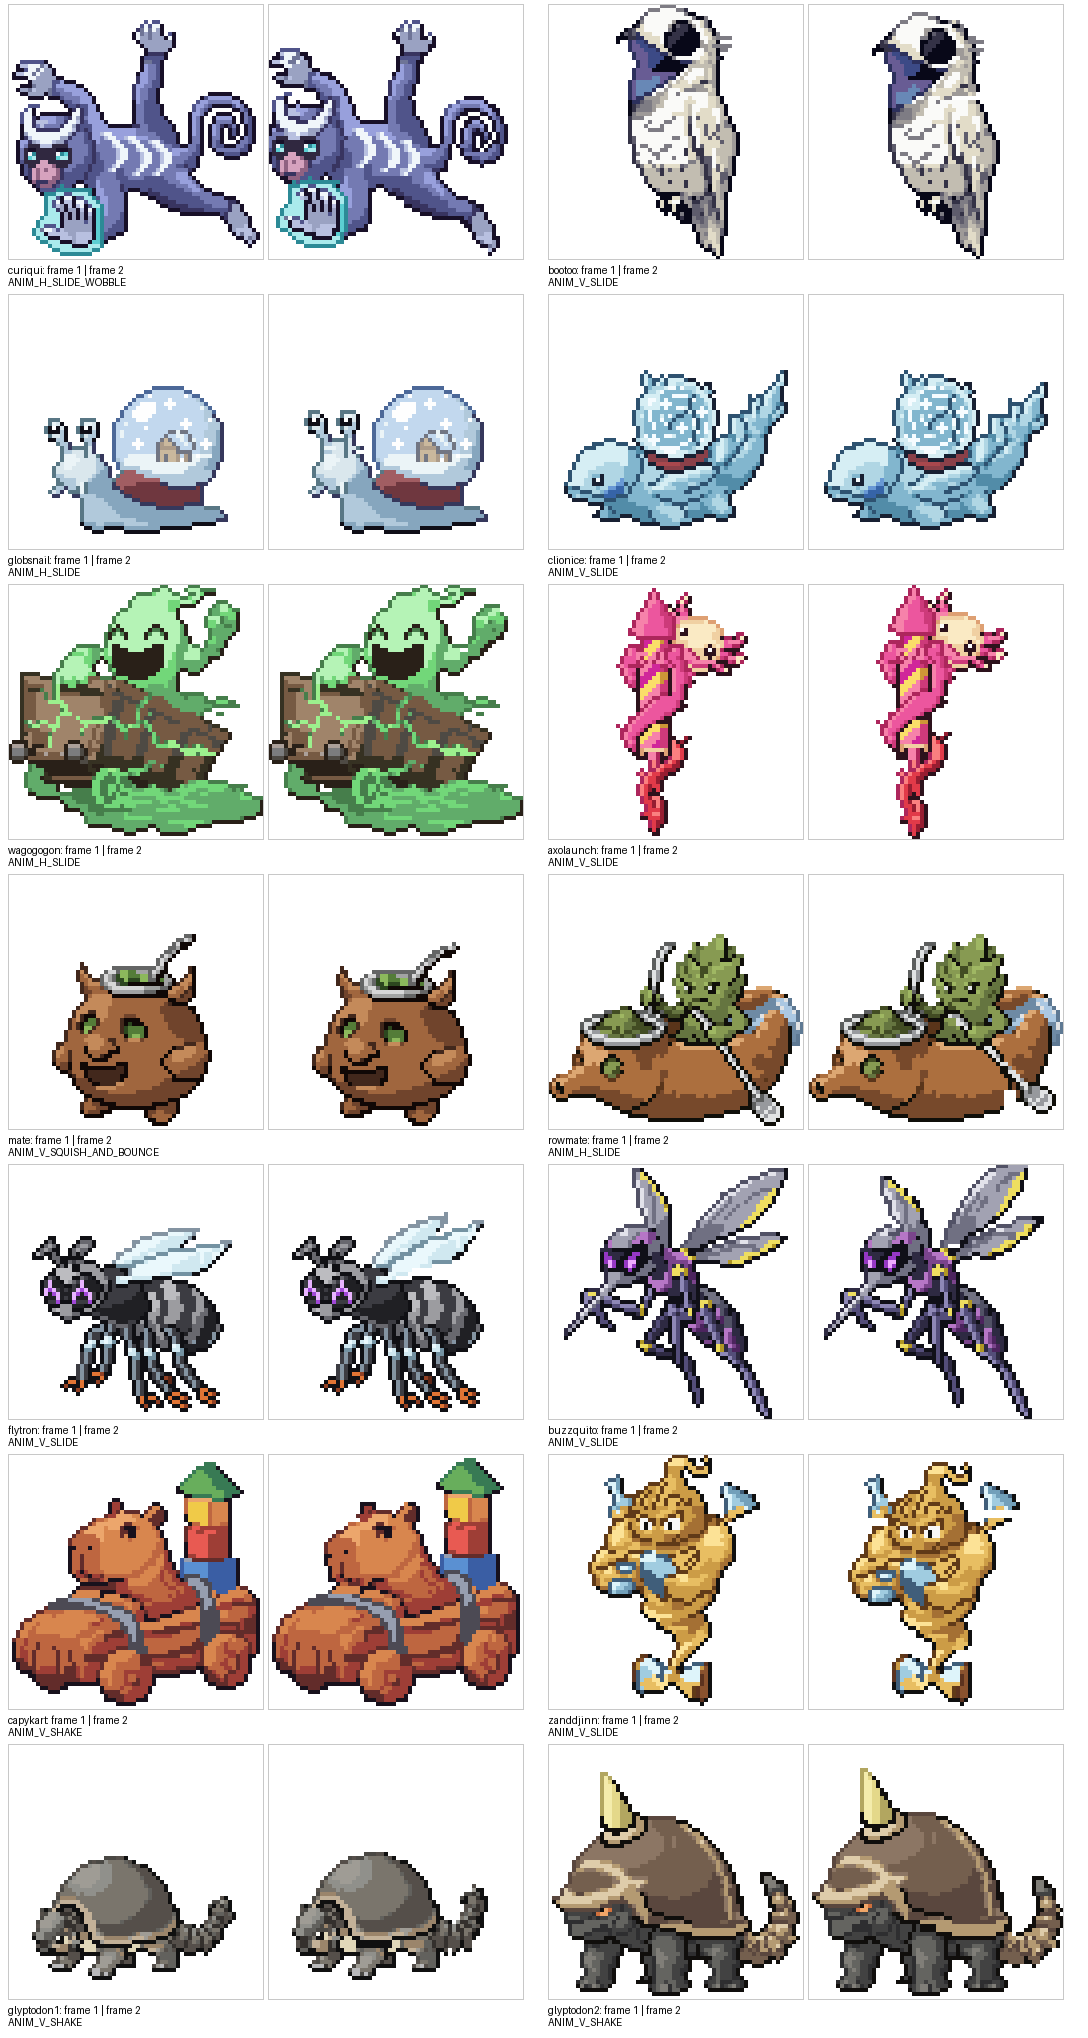 curiqui: frame 1 | frame 2
ANIM_H_SLIDE_WOBBLE
bootoo: frame 1 | frame 2
ANIM_V_SLIDE
globsnail: frame 1 | frame 2
ANIM_H_SLIDE
clionice: frame 1 | frame 2
ANIM_V_SLIDE
wagogogon: frame 1 | frame 2
ANIM_H_SLIDE
axolaunch: frame 1 | frame 2
ANIM_V_SLIDE
mate: frame 1 | frame 2
ANIM_V_SQUISH_AND_BOUNCE
rowmate: frame 1 | frame 2
ANIM_H_SLIDE
flytron: frame 1 | frame 2
ANIM_V_SLIDE
buzzquito: frame 1 | frame 2
ANIM_V_SLIDE
capykart: frame 1 | frame 2
ANIM_V_SHAKE
zanddjinn: frame 1 | frame 2
ANIM_V_SLIDE
glyptodon1: frame 1 | frame 2
ANIM_V_SHAKE
glyptodon2: frame 1 | frame 2
ANIM_V_SHAKE